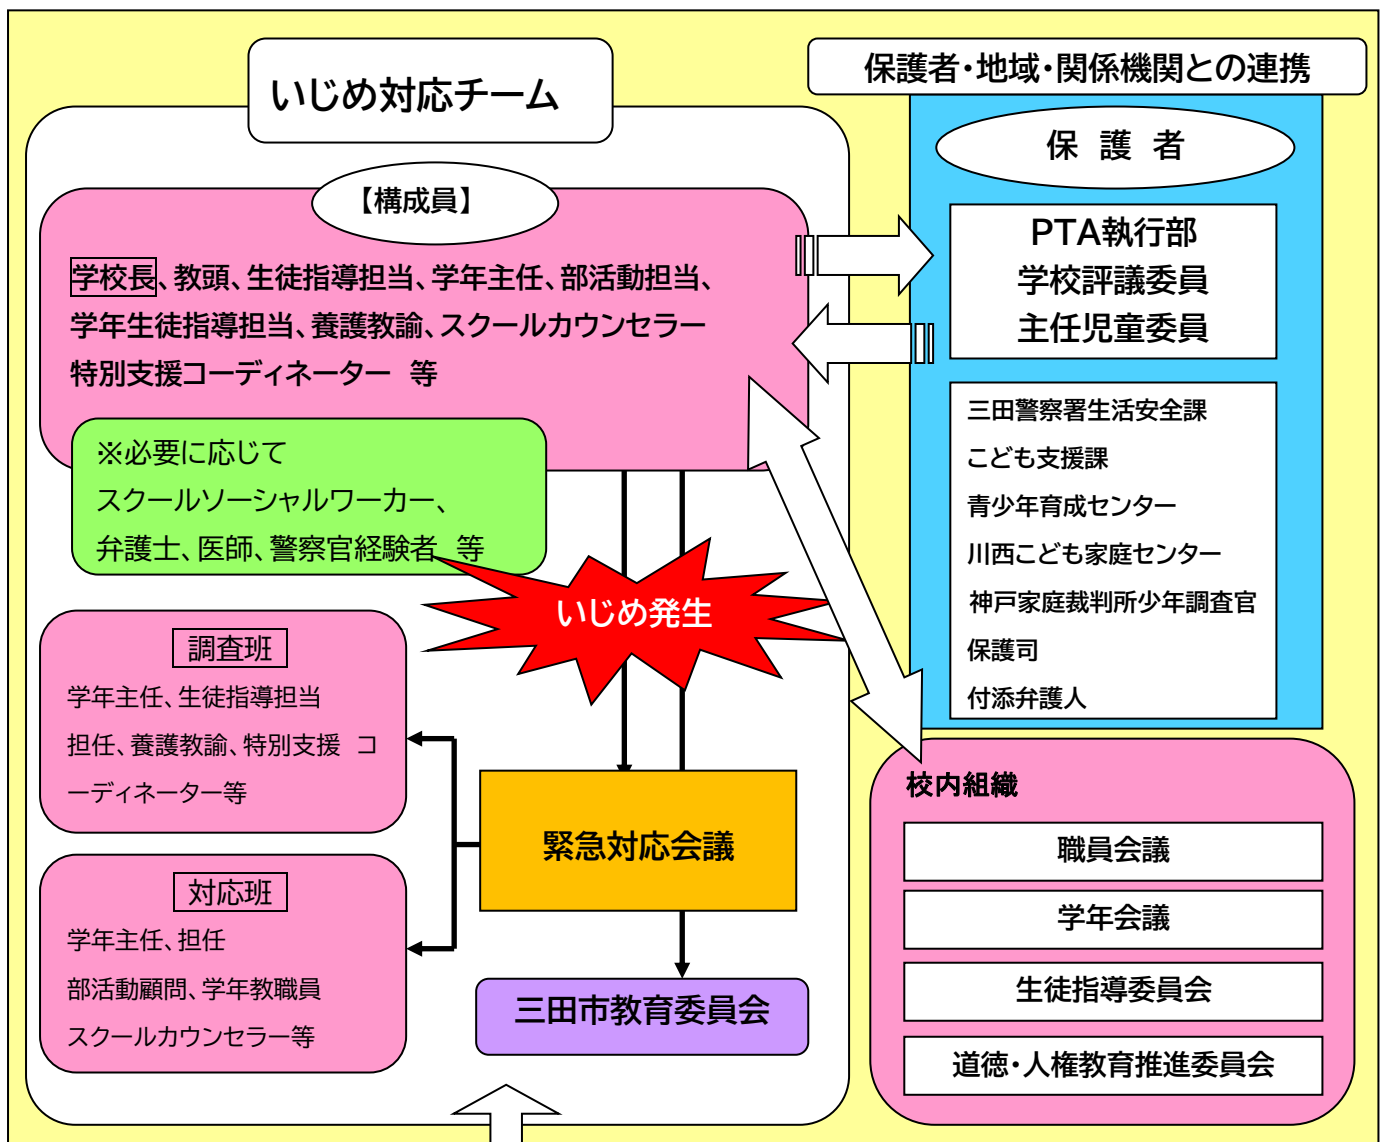 いじめ対応チーム
【構成員】
学校長、教頭、生徒指導担当、学年主任、部活動担当、
学年生徒指導担当、養護教諭、スクールカウンセラー
特別支援コーディネーター 等
※必要に応じて
スクールソーシャルワーカー、
弁護士、医師、警察官経験者 等
いじめ発生
調査班
学年主任、生徒指導担当
担任、養護教諭、特別支援 コ
ーディネーター等
対応班
学年主任、担任
部活動顧問、学年教職員
スクールカウンセラー等
緊急対応会議
三田市教育委員会
保護者・地域・関係機関との連携
保 護 者
PTA執行部
学校評議委員
主任児童委員
三田警察署生活安全課
こども支援課
青少年育成センター
川西こども家庭センター
神戸家庭裁判所少年調査官
保護司
付添弁護人
校内組織
職員会議
学年会議
生徒指導委員会
道徳・人権教育推進委員会